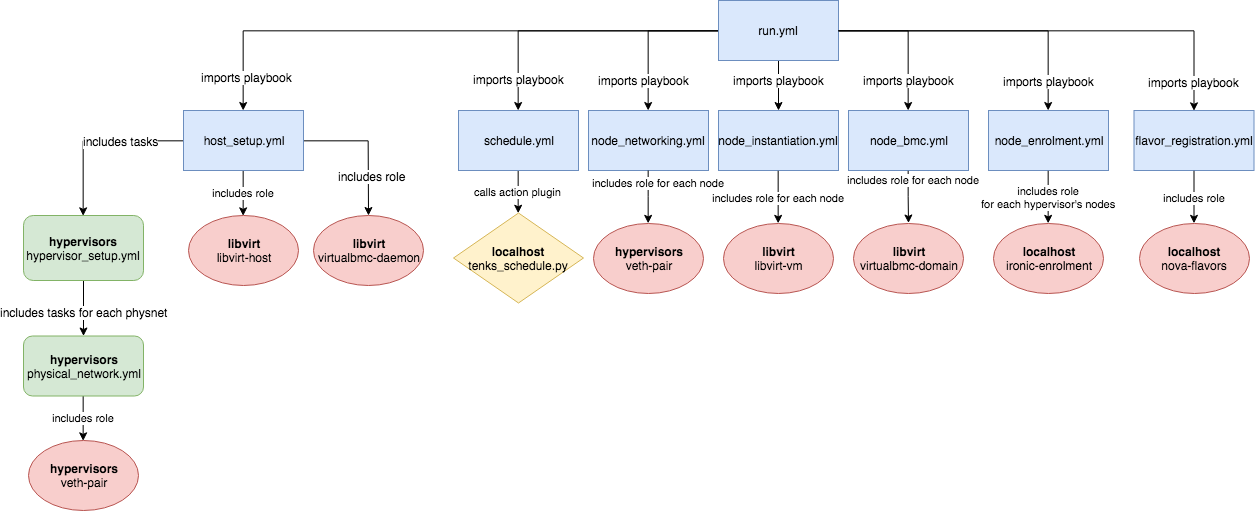 run.yml
imports playbook
imports playbook
imports playbook
imports playbook
imports playbook
imports playbook
imports playbook
host_setup.yml
schedule.yml
node_networking.yml
node_instantiation.yml
node_bmc.yml
node_enrolment.yml
flavor_registration.yml
includes tasks
includes role
includes role
calls action plugin
includes role for each node
includes role for each node
includes role for each node
includes role
for each hypervisor's nodes
includes role
hypervisors
hypervisor_setup.yml
libvirt
libvirt-host
libvirt
virtualbmc-daemon
localhost
tenks_schedule.py
hypervisors
veth-pair
libvirt
libvirt-vm
libvirt
virtualbmc-domain
localhost
ironic-enrolment
localhost
nova-flavors
includes tasks for each physnet
hypervisors
physical_network.yml
includes role
hypervisors
veth-pair